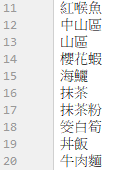 11 紅喉魚
12 中山區
13 山區
14 櫻花蝦
15 海鱺
16 抹茶
17 抹茶粉
18 筊白筍
19 丼飯
20 牛肉麵